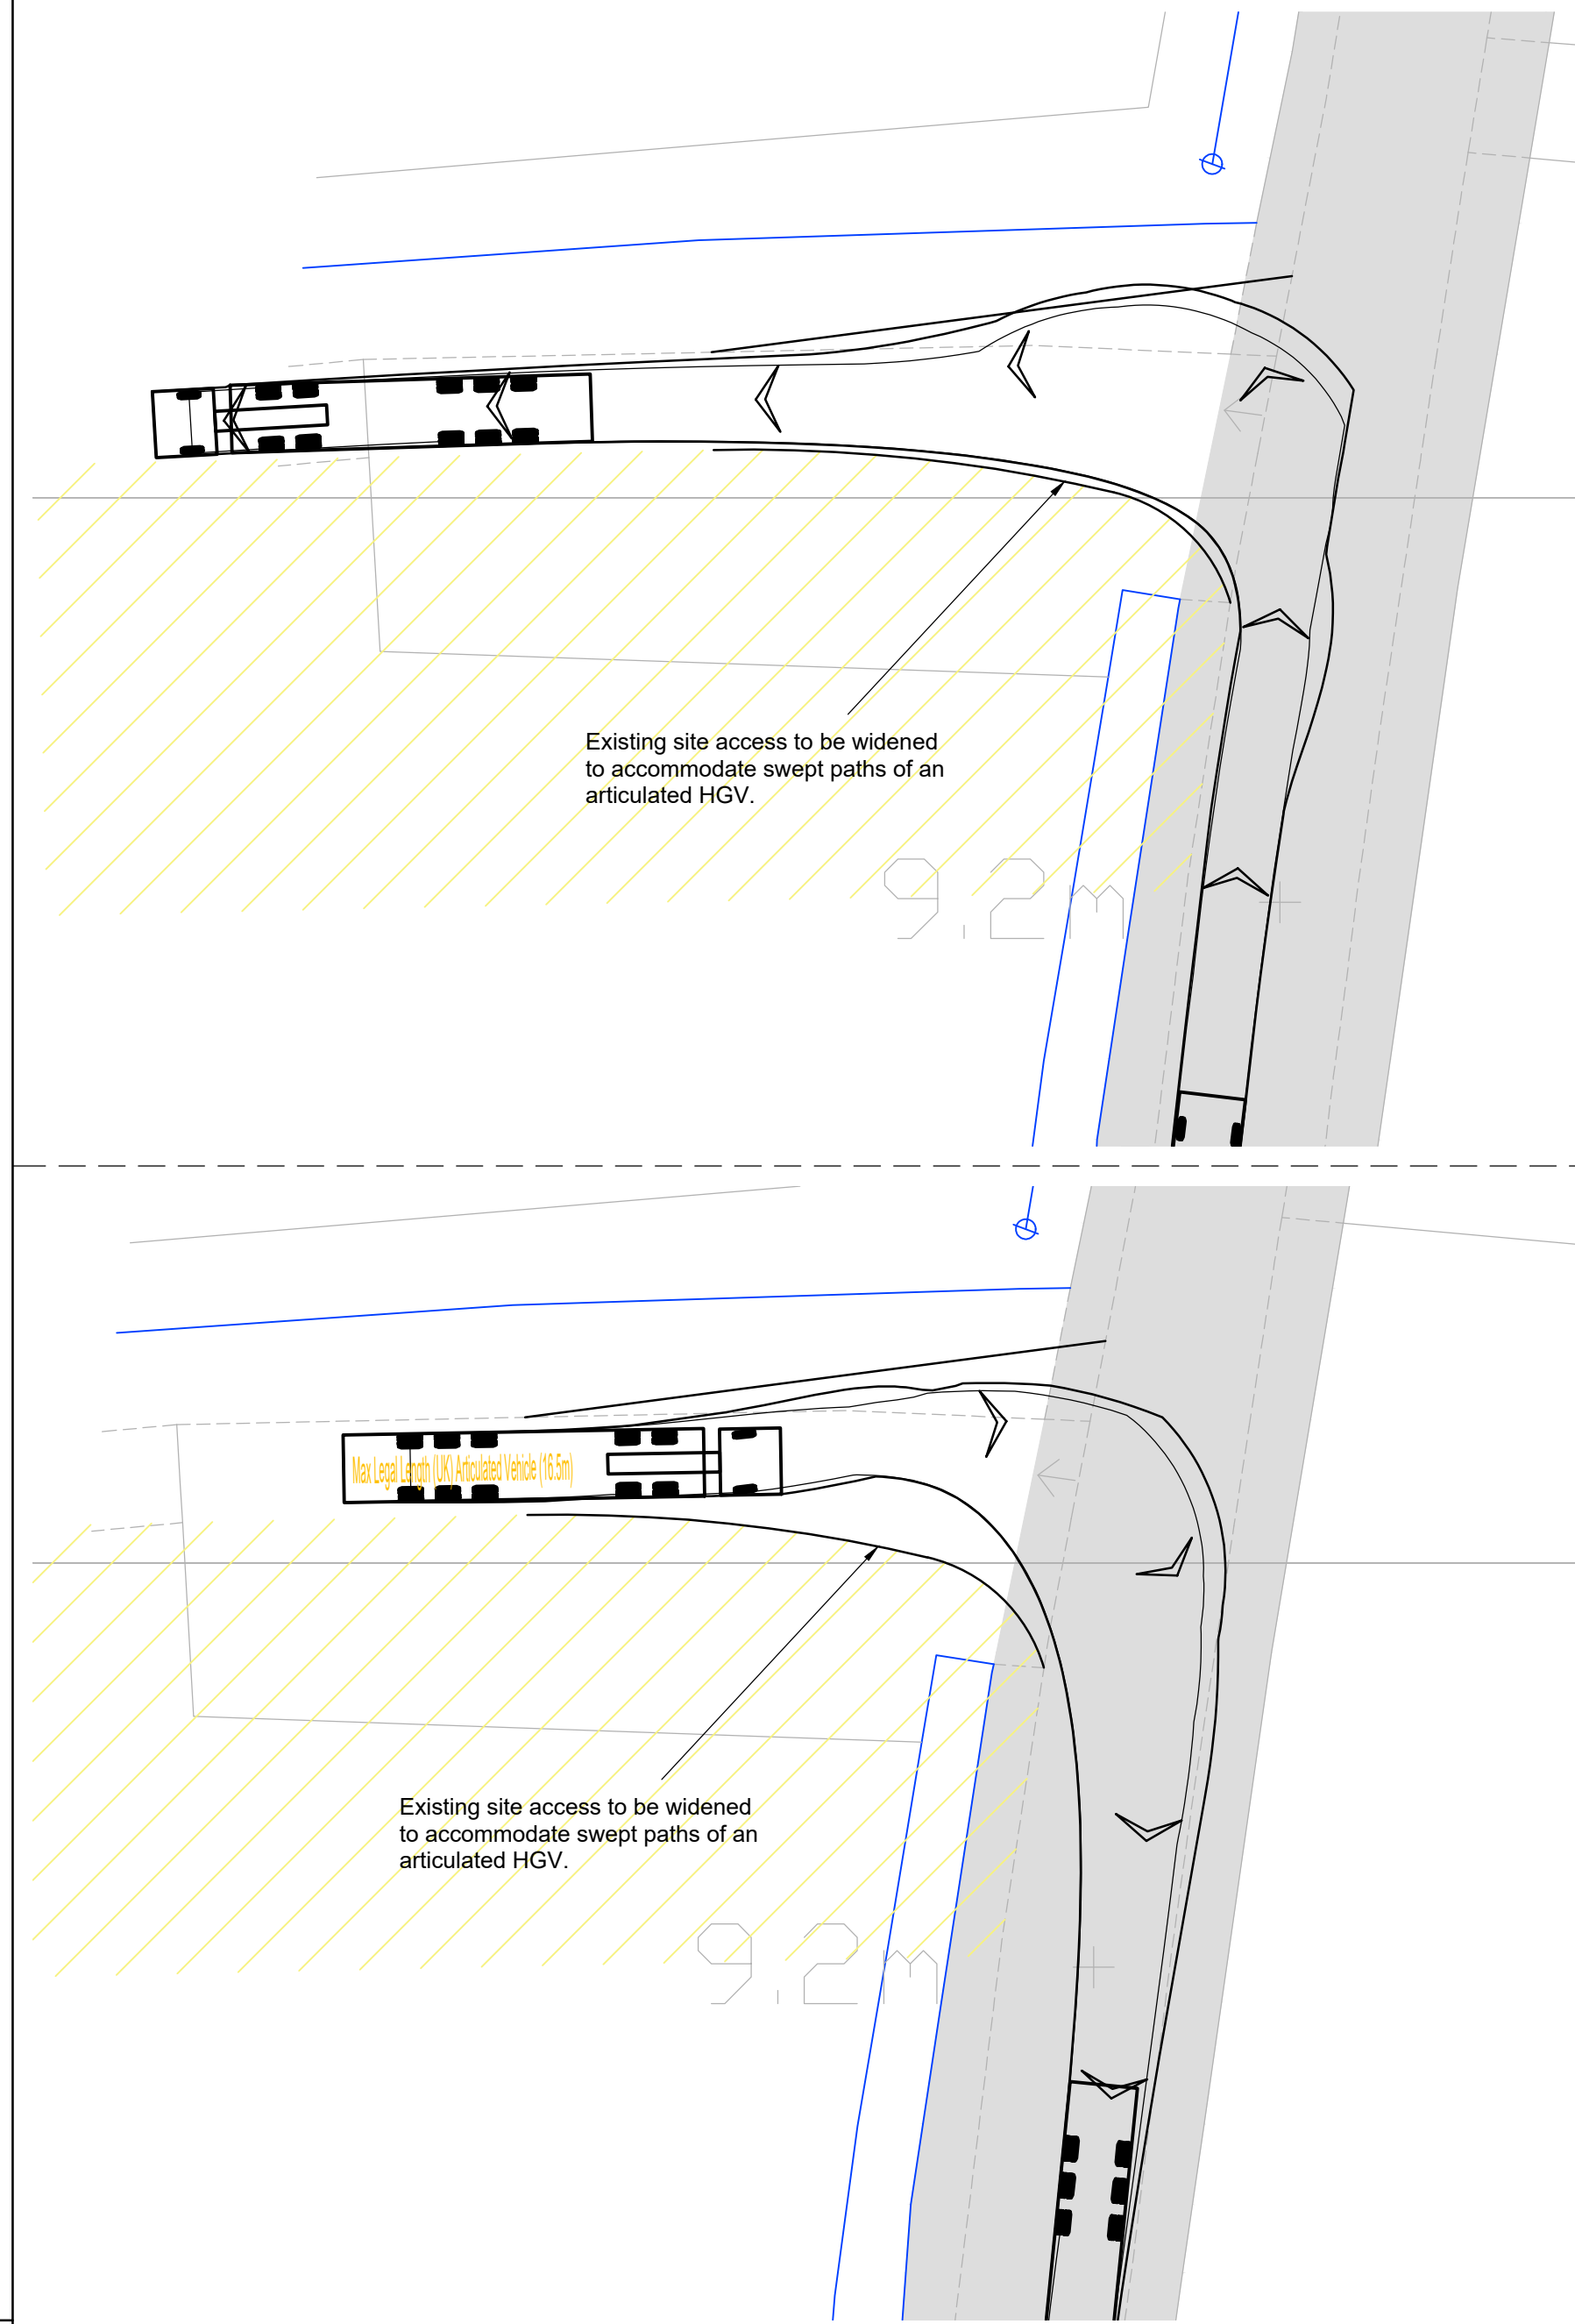 Existing site access to be widened
to accommodate swept paths of an
articulated HGV.
9.2m
Max Legal Length (UK) Articulated Vehicle (16.5m)
Existing site access to be widened
to accommodate swept paths of an
articulated HGV.
9.2m